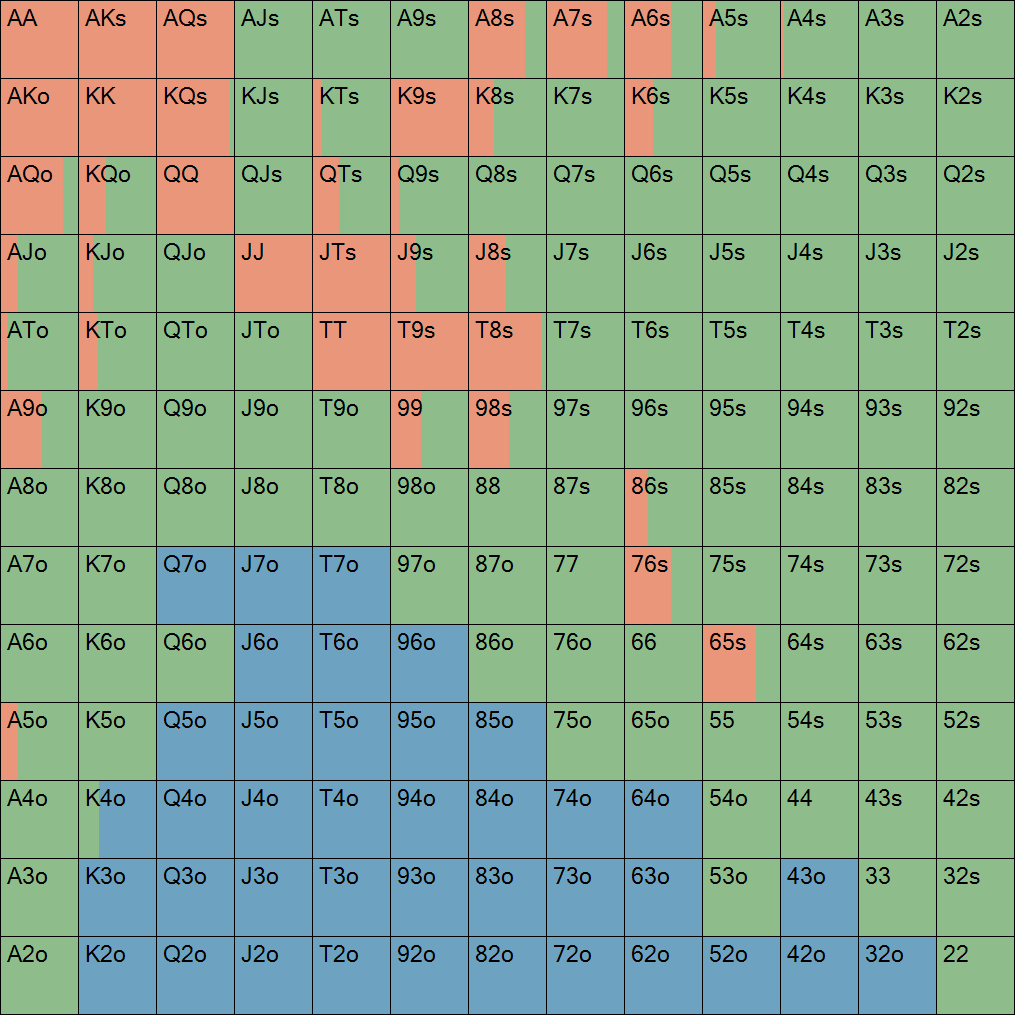 AA AKs AQs AJs ATs A9s A8s A7s A6s A5s A4s A3s A2s
AKo KK KQs KJs KTs K9s K8s K7s K6s K5s K4s K3s K2s
AQo KQo QQ QJs QTs Q9s Q8s Q7s Q6s Q5s Q4s Q3s Q2s
AJo KJo QJo JJ JTs J9s J8s J7s J6s J5s J4s J3s J2s
ATo KTo QTo JTo TT T9s T8s T7s T6s T5s T4s T3s T2s
A9o K9o Q9o J9o T9o 99 98s 97s 96s 95s 94s 93s 92s
A8o K8o Q8o J8o T8o 98o 88 87s 86s 85s 84s 83s 82s
A7o K7o Q7o J7o T7o 97o 87o 77 76s 75s 74s 73s 72s
A6o K6o Q6o J6o T6o 96o 86o 76o 66 65s 64s 63s 62s
A5o K5o Q5o J5o T5o 95o 85o 75o 65o 55 54s 53s 52s
A4o K4o Q4o J4o T4o 94o 84o 74o 64o 54o 44 43s 42s
A3o K3o Q3o J3o T3o 93o 83o 73o 63o 53o 43o 33 32s
A2o K2o Q2o J2o T2o 92o 82o 72o 62o 52o 42o 32o 22